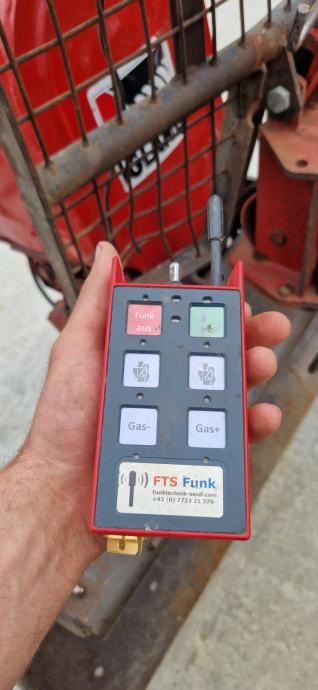 Funk
aus
Gas-
Gas+
FTS Funk
funktechnik-seidl.com
+43 (0) 7723 21 370